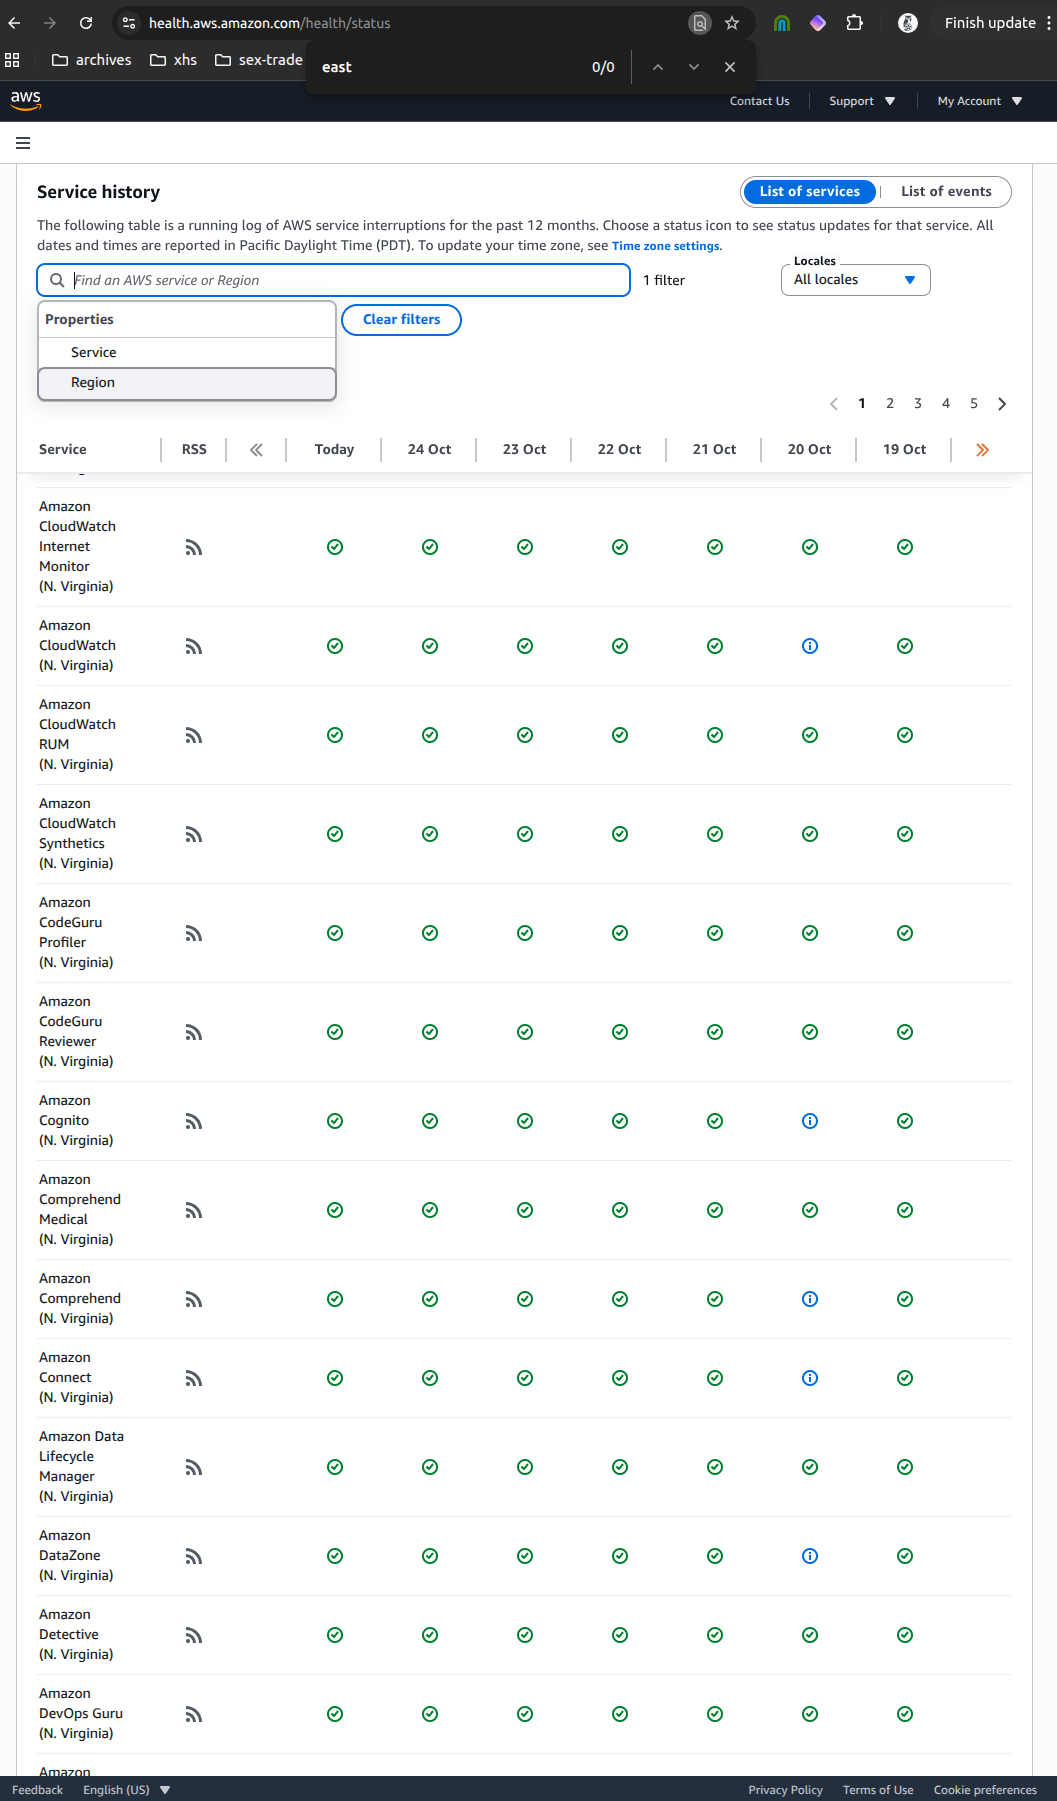 health.aws.amazon.com/health/status
Finish update
archives
xhs
sex-trade
east
0/0
aws
Contact Us
Support
My Account
Service history
List of services
List of events
The following table is a running log of AWS service interruptions for the past 12 months. Choose a status icon to see status updates for that service. All
dates and times are reported in Pacific Daylight Time (PDT). To update your time zone, see Time zone settings.
Find an AWS service or Region
1 filter
Locales
All locales
Properties
Clear filters
Service
Region
1 2 3 4 5
Service RSS Today 24 Oct 23 Oct 22 Oct 21 Oct 20 Oct 19 Oct
Amazon
CloudWatch
Internet
Monitor
(N. Virginia)
Amazon
CloudWatch
(N. Virginia)
Amazon
CloudWatch
RUM
(N. Virginia)
Amazon
CloudWatch
Synthetics
(N. Virginia)
Amazon
CodeGuru
Profiler
(N. Virginia)
Amazon
CodeGuru
Reviewer
(N. Virginia)
Amazon
Cognito
(N. Virginia)
Amazon
Comprehend
Medical
(N. Virginia)
Amazon
Comprehend
(N. Virginia)
Amazon
Connect
(N. Virginia)
Amazon Data
Lifecycle
Manager
(N. Virginia)
Amazon
DataZone
(N. Virginia)
Amazon
Detective
(N. Virginia)
Amazon
DevOps Guru
(N. Virginia)
Amazon
Feedback
English (US)
Privacy Policy
Terms of Use
Cookie preferences